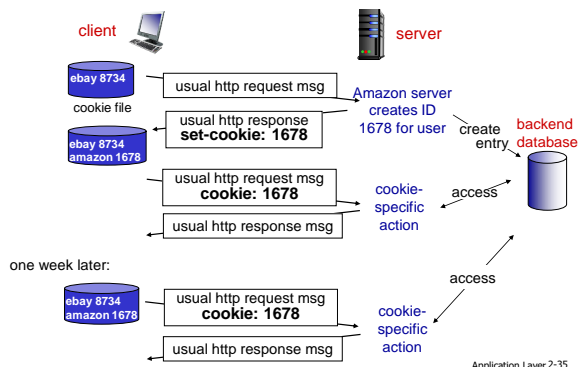 client
server
ebay 8734
cookie file
usual http request msg
Amazon server
creates ID
1678 for user
usual http response
set-cookie: 1678
ebay 8734
amazon 1678
create
entry
backend
database
usual http request msg
cookie: 1678
cookie-
specific
action
access
usual http response msg
one week later:
access
ebay 8734
amazon 1678
usual http request msg
cookie: 1678
cookie-
specific
action
usual http response msg
Application Layer 2-35